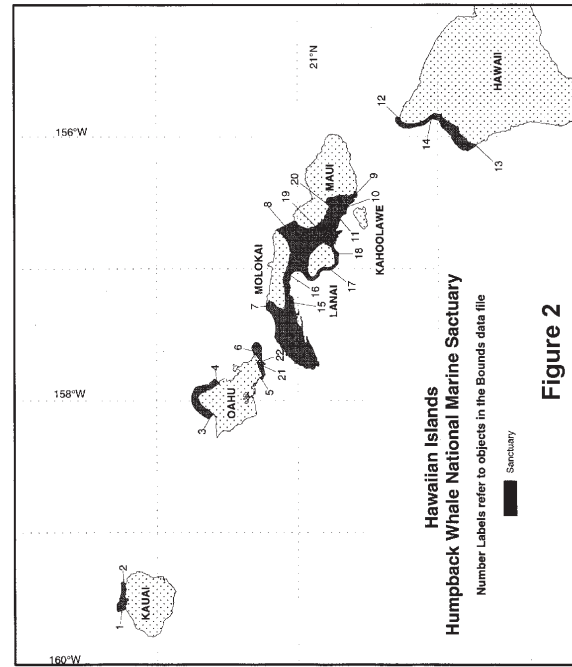 160°W
158°W
156°W
21°N
1
2
KAUAI
3
4
OAHU
5
21
22
6
7
MOLOKAI
8
15
16
LANAI
17
18
19
20
MAUI
9
10
11
KAHOOLAWE
12
14
13
HAWAII
Hawaiian Islands
Humpback Whale National Marine Sactuary
Number Labels refer to objects in the Bounds data file
Sanctuary
Figure 2